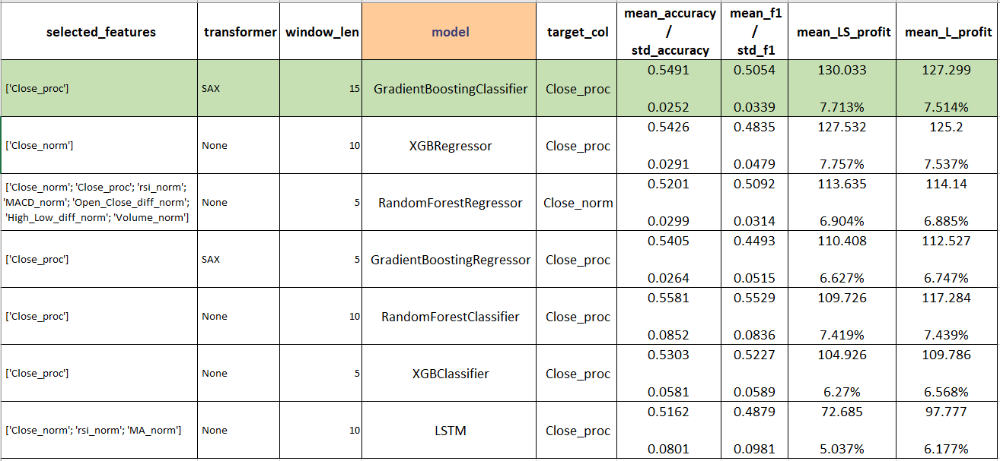 selected_features transformer window_len model target_col mean_accuracy / std_accuracy mean_f1 / std_f1 mean_LS_profit mean_L_profit
['Close_proc'] SAX 15 GradientBoostingClassifier Close_proc 0.5491 0.0252 0.5054 0.0339 130.033 7.713% 127.299 7.514%
['Close_norm'] None 10 XGBRegressor Close_proc 0.5426 0.0291 0.4835 0.0479 127.532 7.757% 125.2 7.537%
['Close_norm'; 'Close_proc'; 'rsi_norm';
'MACD_norm'; 'Open_Close_diff_norm';
'High_Low_diff_norm'; 'Volume_norm'] None 5 RandomForestRegressor Close_norm 0.5201 0.0299 0.5092 0.0314 113.635 6.904% 114.14 6.885%
['Close_proc'] SAX 5 GradientBoostingRegressor Close_proc 0.5405 0.0264 0.4493 0.0515 110.408 6.627% 112.527 6.747%
['Close_proc'] None 10 RandomForestClassifier Close_proc 0.5581 0.0852 0.5529 0.0836 109.726 7.419% 117.284 7.439%
['Close_proc'] None 5 XGBClassifier Close_proc 0.5303 0.0581 0.5227 0.0589 104.926 6.27% 109.786 6.568%
['Close_norm'; 'rsi_norm'; 'MA_norm'] None 10 LSTM Close_proc 0.5162 0.0801 0.4879 0.0981 72.685 5.037% 97.777 6.177%